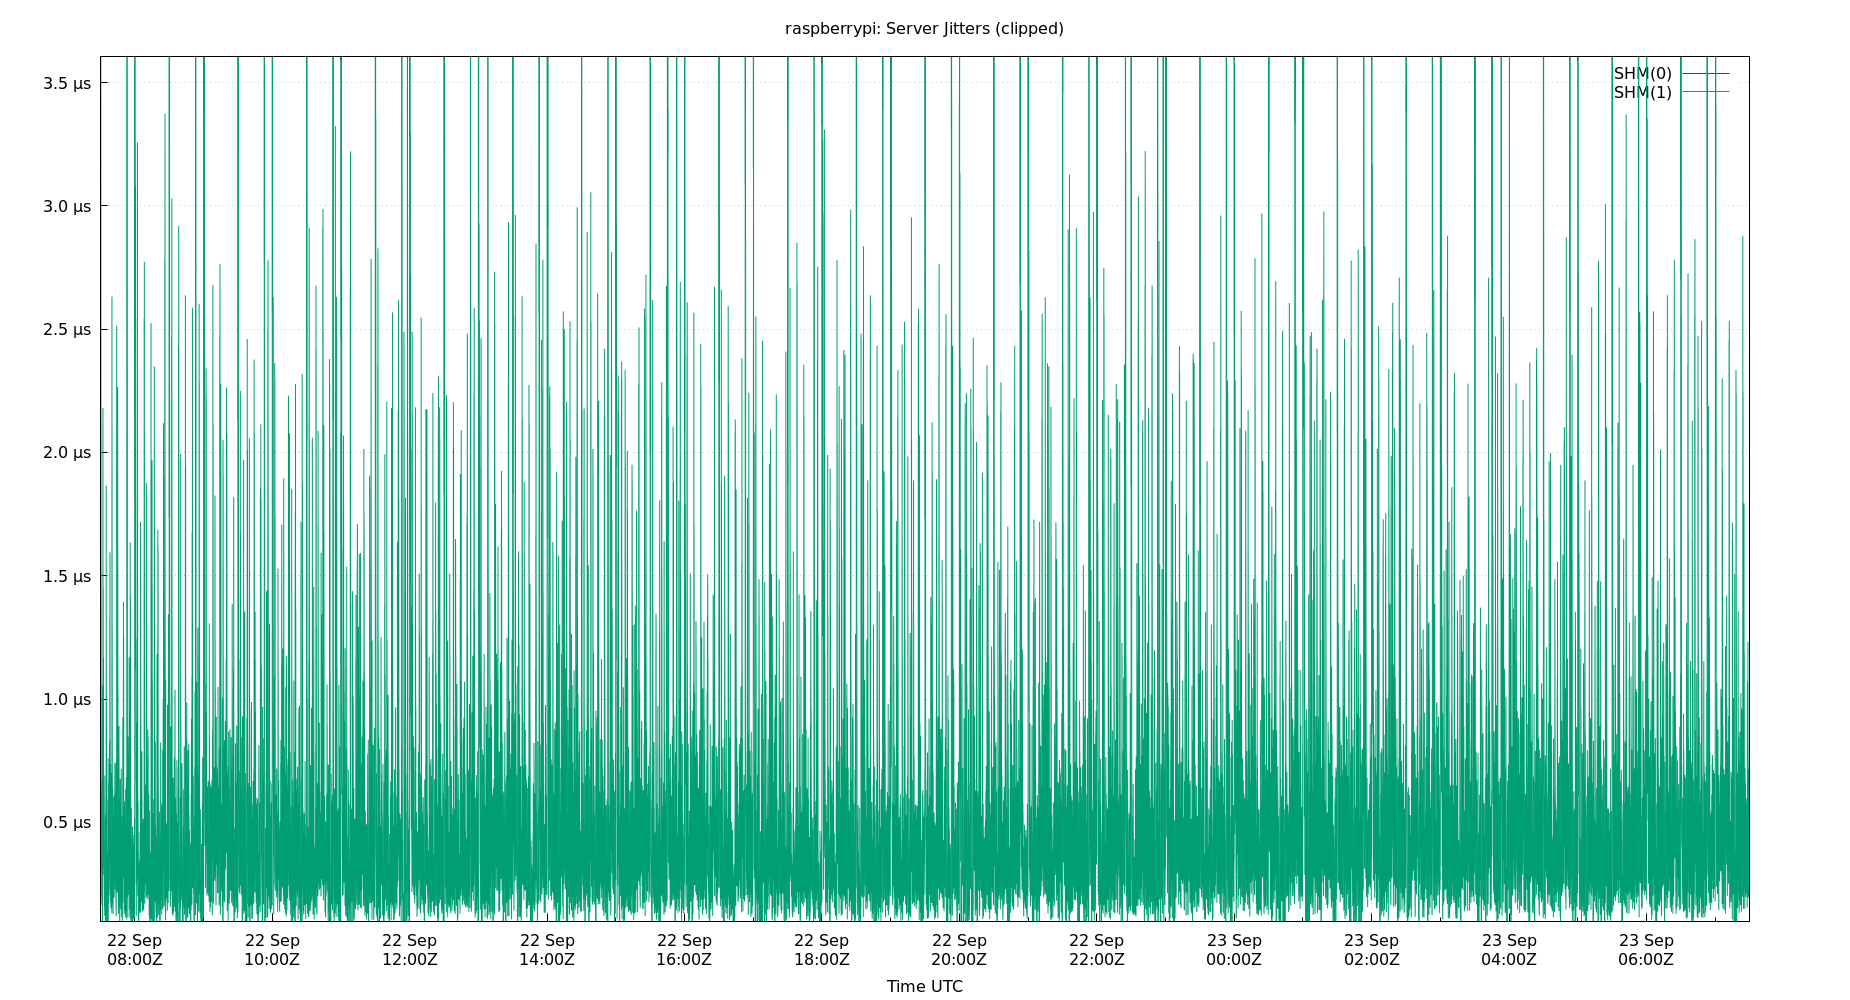 raspberrypi: Server Jitters (clipped)
SHM(0)
SHM(1)
3.5 µs
3.0 µs
2.5 µs
2.0 µs
1.5 µs
1.0 µs
0.5 µs
22 Sep 22 Sep 22 Sep 22 Sep 22 Sep 22 Sep 22 Sep 22 Sep 23 Sep 23 Sep 23 Sep 23 Sep
08:00Z 10:00Z 12:00Z 14:00Z 16:00Z 18:00Z 20:00Z 22:00Z 00:00Z 02:00Z 04:00Z 06:00Z
Time UTC